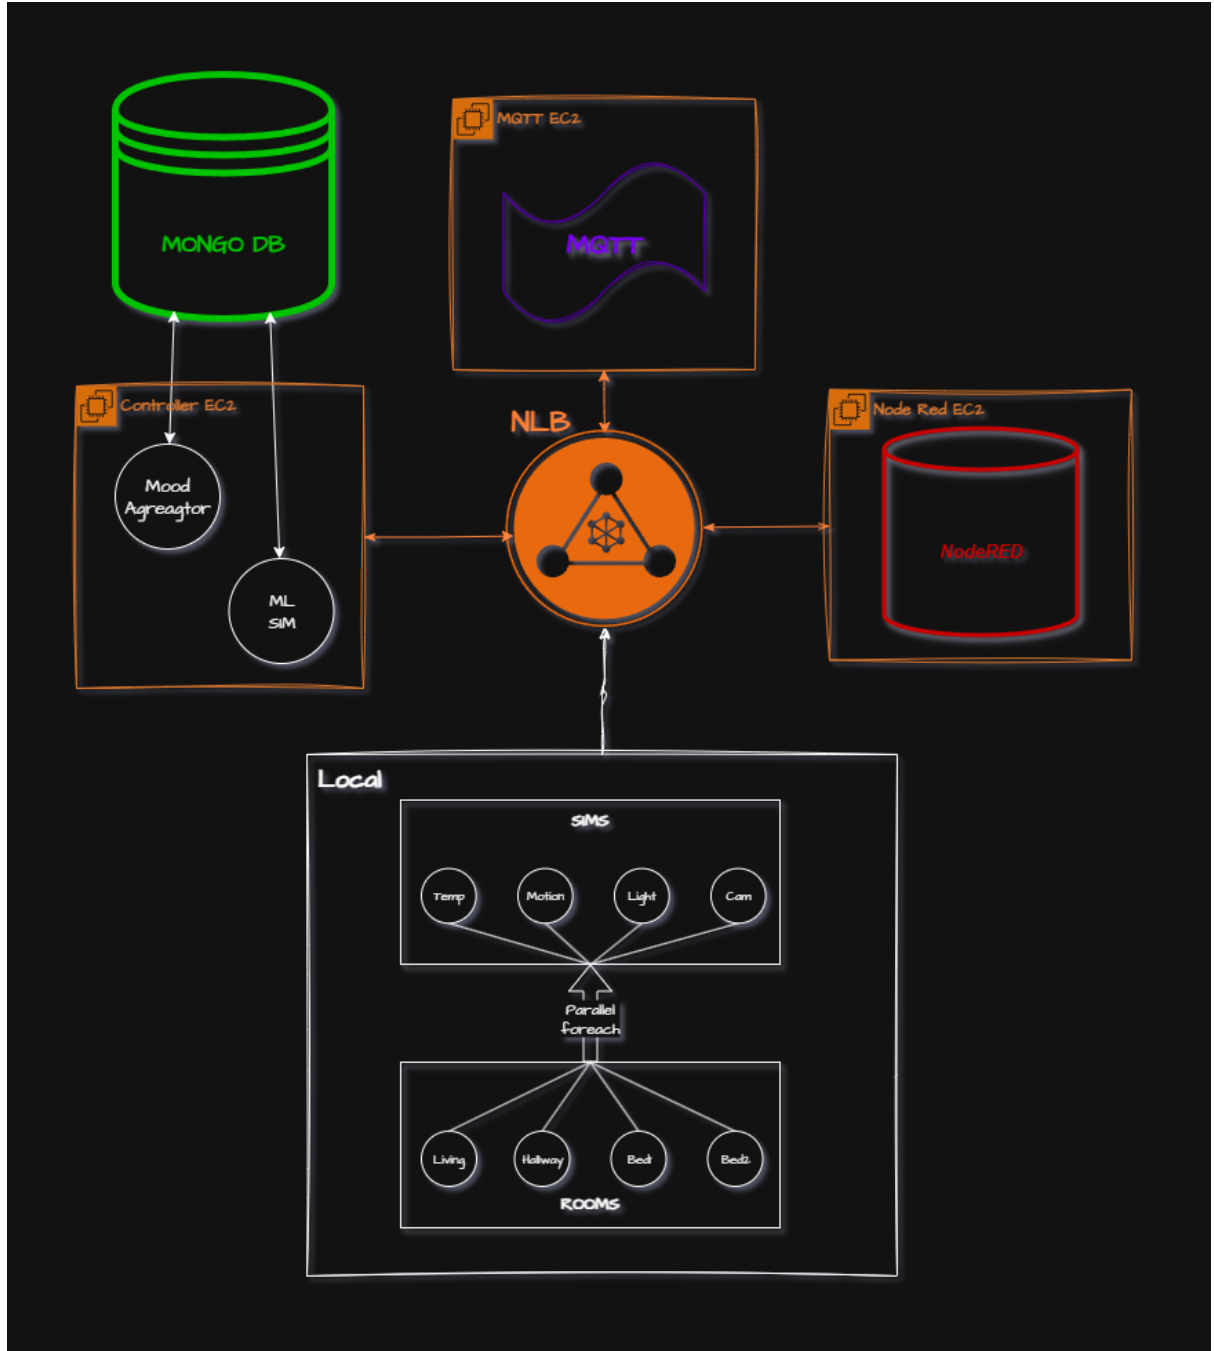 MONGO DB
MQTT EC2
MQTT
Controller EC2
Mood
Agreagtor
ML
SIM
NLB
Node Red EC2
NodeRED
Local
SIMS
Temp
Motion
Light
Cam
Parallel
foreach
Living
Hallway
Bed1
Bed2
ROOMS